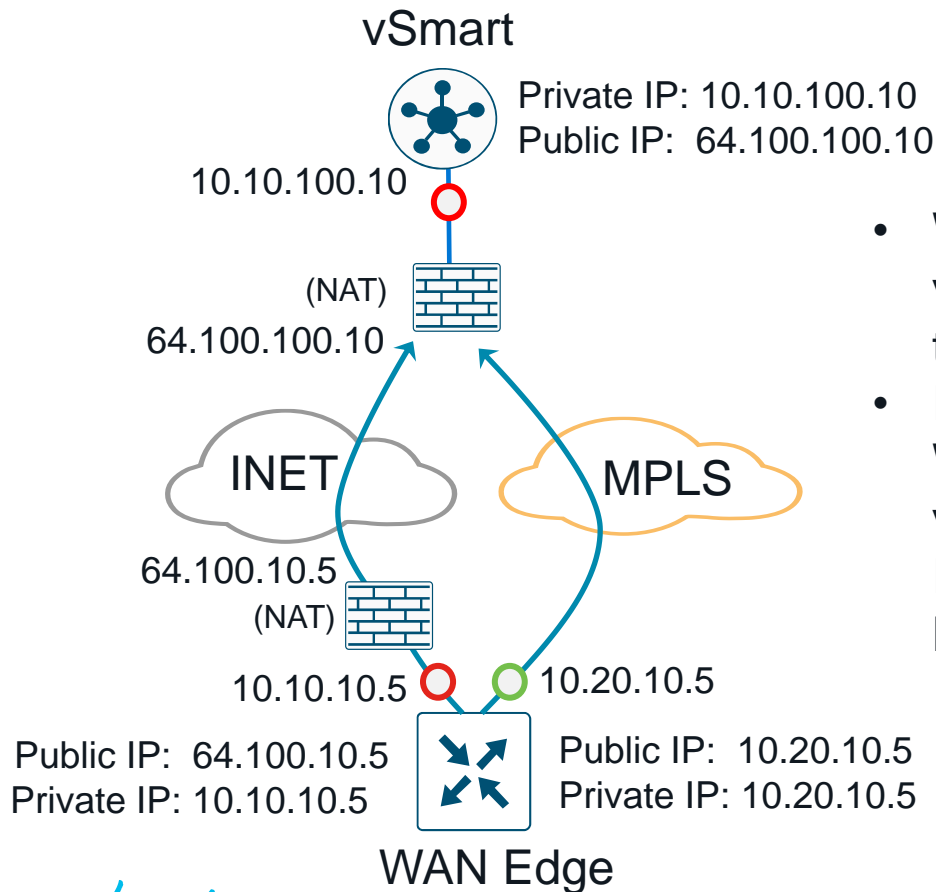 vSmart
Private IP: 10.10.100.10
Public IP: 64.100.100.10
10.10.100.10
(NAT)
64.100.100.10
INET
MPLS
64.100.10.5
(NAT)
10.10.10.5
10.20.10.5
Public IP: 64.100.10.5
Private IP: 10.10.10.5
Public IP: 10.20.10.5
Private IP: 10.20.10.5
WAN Edge